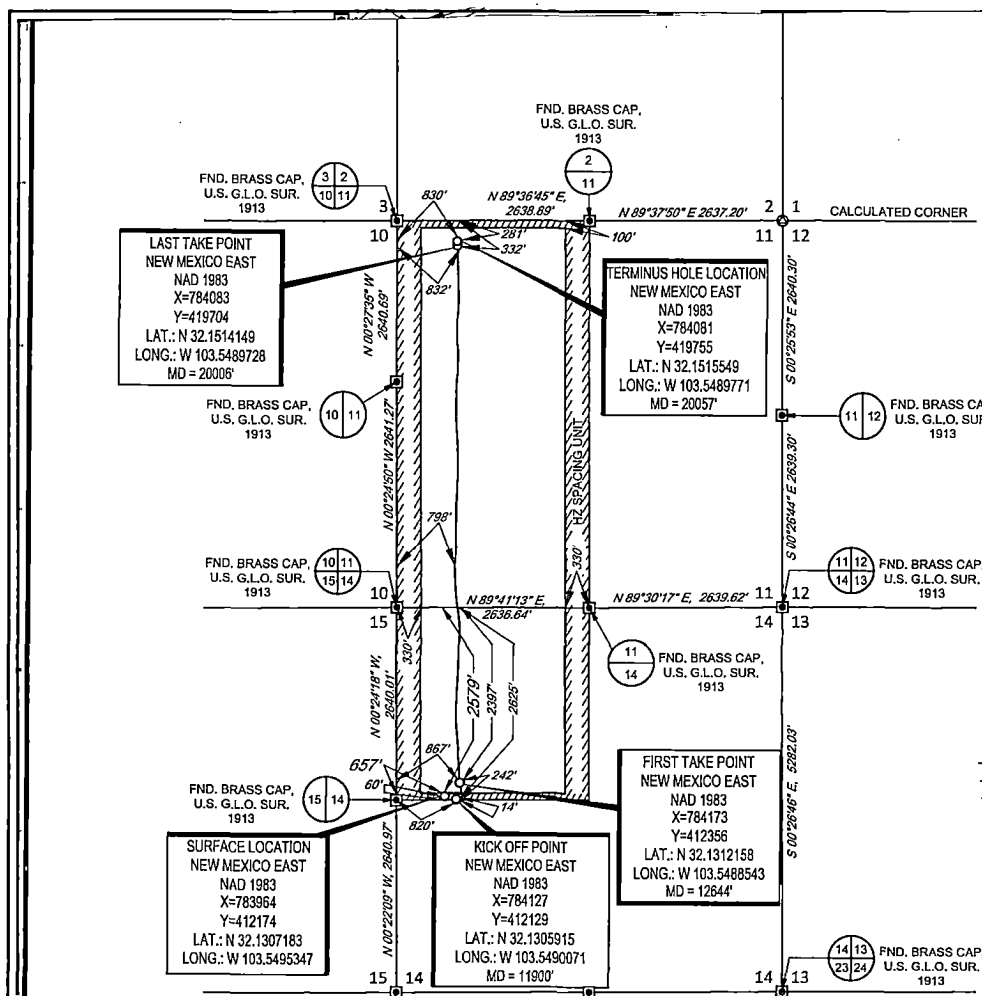 FND. BRASS CAP,
U.S. G.L.O. SUR.
1913
2
11
FND. BRASS CAP,
U.S. G.L.O. SUR.
1913
3 2
10 11
3
10
830'
N 89°36'45" E,
2638.69'
281'
332'
832'
100'
N 89°37'50" E 2637.20'
2 1
11 12
CALCULATED CORNER
LAST TAKE POINT
NEW MEXICO EAST
NAD 1983
X=784083
Y=419704
LAT.: N 32.1514149
LONG.: W 103.5489728
MD = 20006'
N 00°27'36" W
2640.69'
TERMINUS HOLE LOCATION
NEW MEXICO EAST
NAD 1983
X=784081
Y=419755
LAT.: N 32.1515549
LONG.: W 103.5489771
MD = 20057'
S 00°25'53" E 2640.30'
FND. BRASS CAP,
U.S. G.L.O. SUR.
1913
10 11
11 12
FND. BRASS CAP
U.S. G.L.O. SUR
1913
N 00°24'50" W 2641.27'
HZ SPACING UNIT
S 00°26'44" E 2639.30'
798'
330'
FND. BRASS CAP,
U.S. G.L.O. SUR.
1913
10 11
15 14
10
15
N 89°41'13" E,
2636.64'
N 89°30'17" E, 2639.62'
11 12
14 13
11 12
14 13
FND. BRASS CAP,
U.S. G.L.O. SUR.
1913
330'
11
14
FND. BRASS CAP,
U.S. G.L.O. SUR.
1913
N 00°24'18" W,
2640.01'
2579'
2397'
2625'
S 00°26'46" E, 5282.03'
867'
657'
60'
242'
14'
820'
FND. BRASS CAP,
U.S. G.L.O. SUR.
1913
15 14
FIRST TAKE POINT
NEW MEXICO EAST
NAD 1983
X=784173
Y=412356
LAT.: N 32.1312158
LONG.: W 103.5488543
MD = 12644'
SURFACE LOCATION
NEW MEXICO EAST
NAD 1983
X=783964
Y=412174
LAT.: N 32.1307183
LONG.: W 103.5495347
N 00°22'09" W, 2640.97'
KICK OFF POINT
NEW MEXICO EAST
NAD 1983
X=784127
Y=412129
LAT.: N 32.1305915
LONG.: W 103.5490071
MD = 11900'
15 14
14 13
14 13
23 24
FND. BRASS CAP,
U.S. G.L.O. SUR.
1913